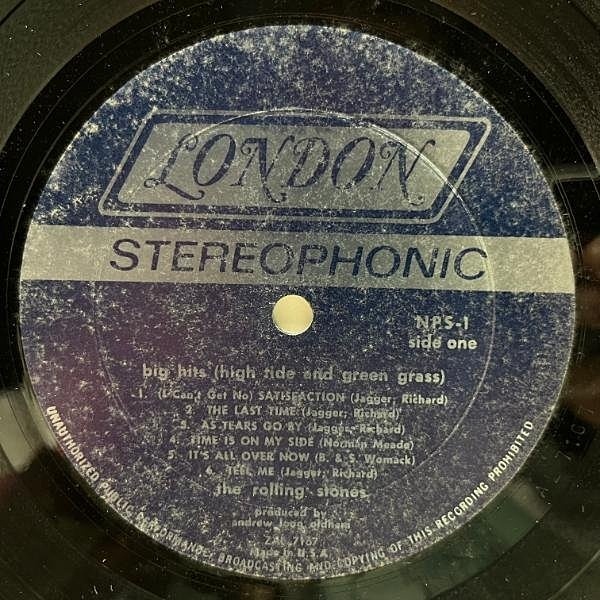 LONDON
STEREOPHONIC
NPS-1
side one
big hits (high tide and green grass)
1. (I Can't Get No) SATISFACTION (Jagger; Richard)
2. THE LAST TIME (Jagger; Richard)
3. AS TEARS GO BY (Jagger; Richard)
4. TIME IS ON MY SIDE (Norman Meade)
5. IT'S ALL OVER NOW (B. & S. Womack)
6. TELL ME (Jagger; Richard)
the rolling stones
produced by
andrew loog oldham
ZAL 7167
Made in U.S.A.
UNAUTHORIZED PUBLIC PERFORMANCE, BROADCASTING AND COPYING OF THIS RECORDING PROHIBITED